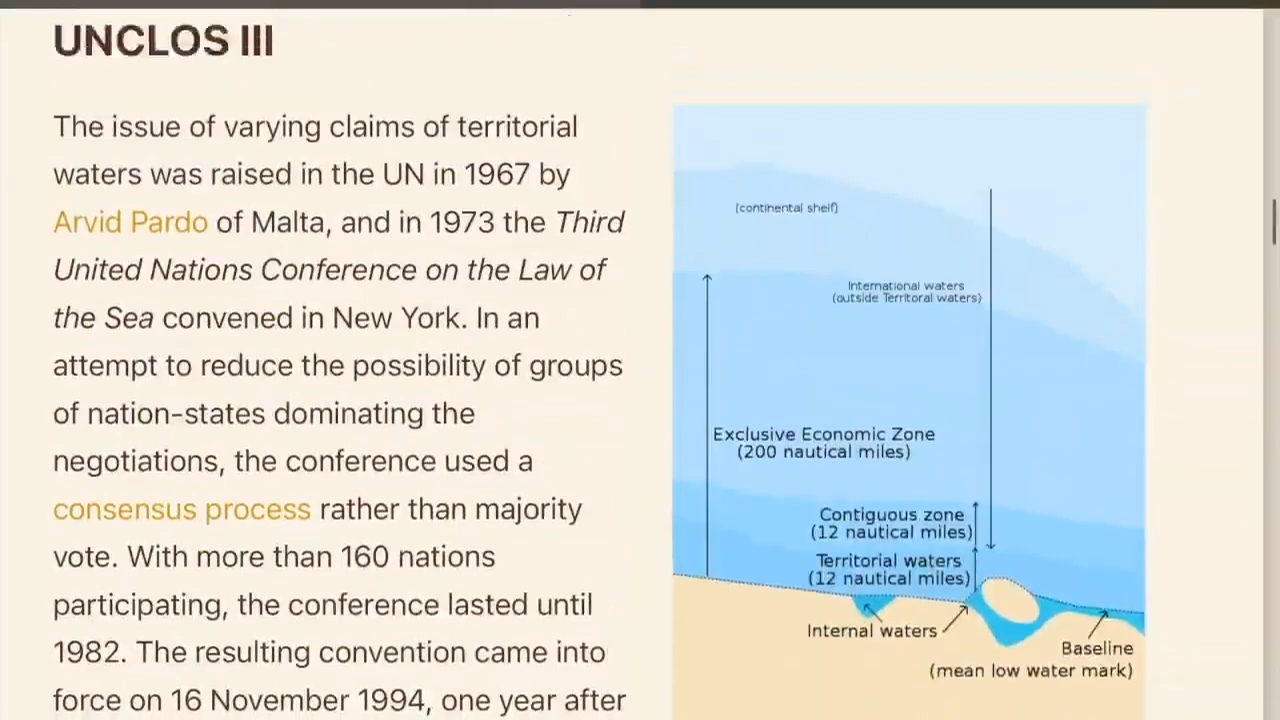 UNCLOS III
The issue of varying claims of territorial
waters was raised in the UN in 1967 by
Arvid Pardo of Malta, and in 1973 the Third
United Nations Conference on the Law of
the Sea convened in New York. In an
attempt to reduce the possibility of groups
of nation-states dominating the
negotiations, the conference used a
consensus process rather than majority
vote. With more than 160 nations
participating, the conference lasted until
1982. The resulting convention came into
force on 16 November 1994, one year after
(continental shelf)
International waters
(outside Territoral waters)
Exclusive Economic Zone
(200 nautical miles)
Contiguous zone
(12 nautical miles)
Territorial waters
(12 nautical miles)
Internal waters
Baseline
(mean low water mark)